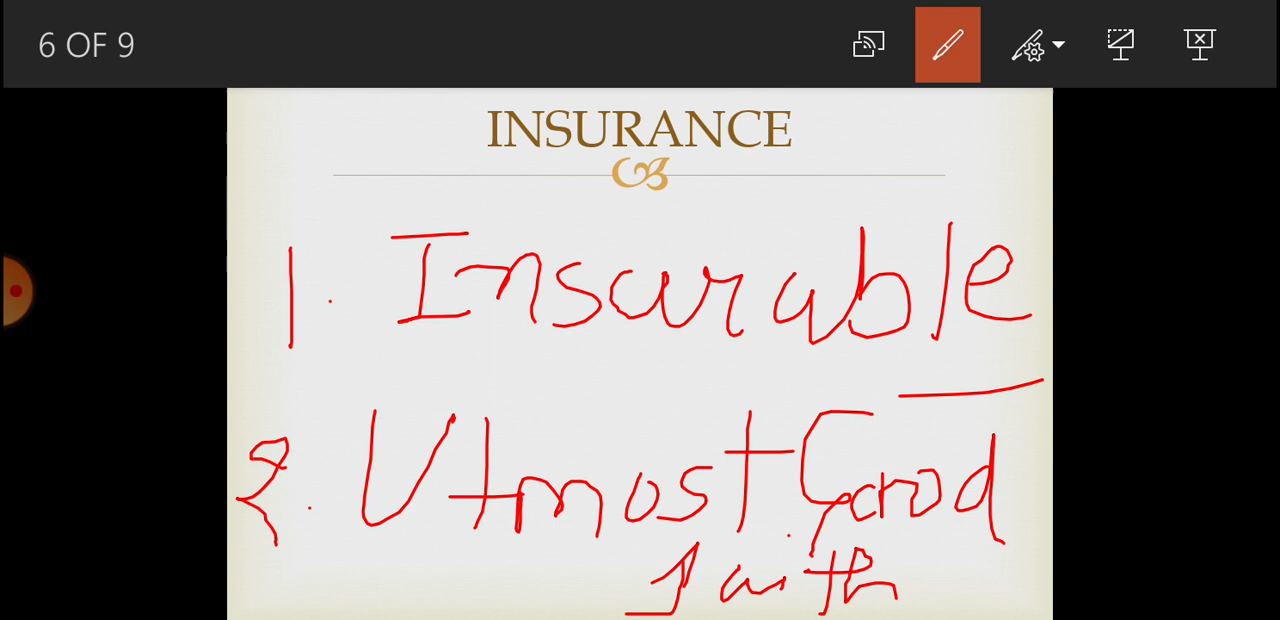 6 OF 9
INSURANCE
1. Insurable
2. Utmost Good
faith